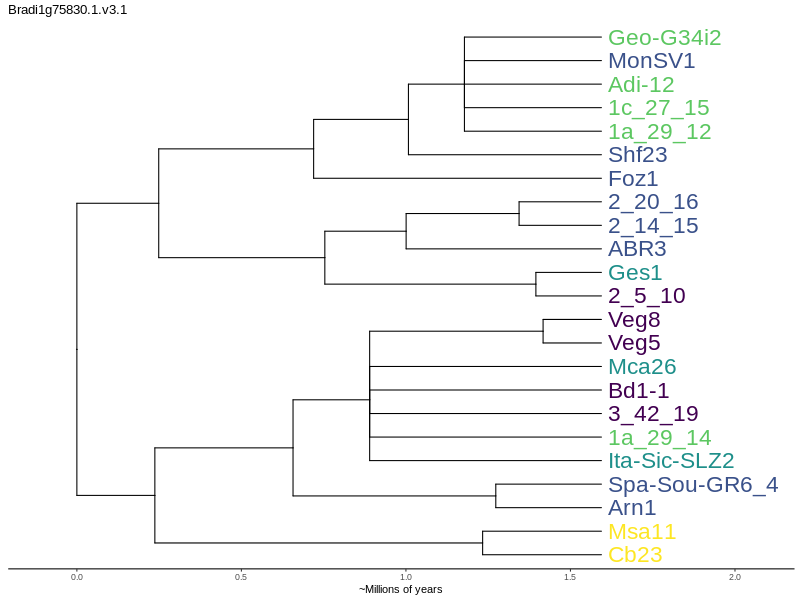 Bradi1g75830.1.v3.1
Geo-G34i2
MonSV1
Adi-12
1c_27_15
1a_29_12
Shf23
Foz1
2_20_16
2_14_15
ABR3
Ges1
2_5_10
Veg8
Veg5
Mca26
Bd1-1
3_42_19
1a_29_14
Ita-Sic-SLZ2
Spa-Sou-GR6_4
Arn1
Msa11
Cb23
0.0 0.5 1.0 1.5 2.0
~Millions of years